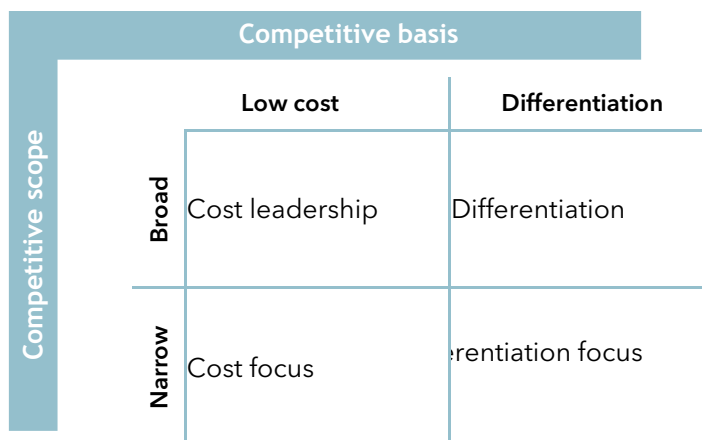 Competitive basis
Low cost Differentiation
Competitive scope
Broad
Cost leadership Differentiation
Narrow
erentiation focus
Cost focus